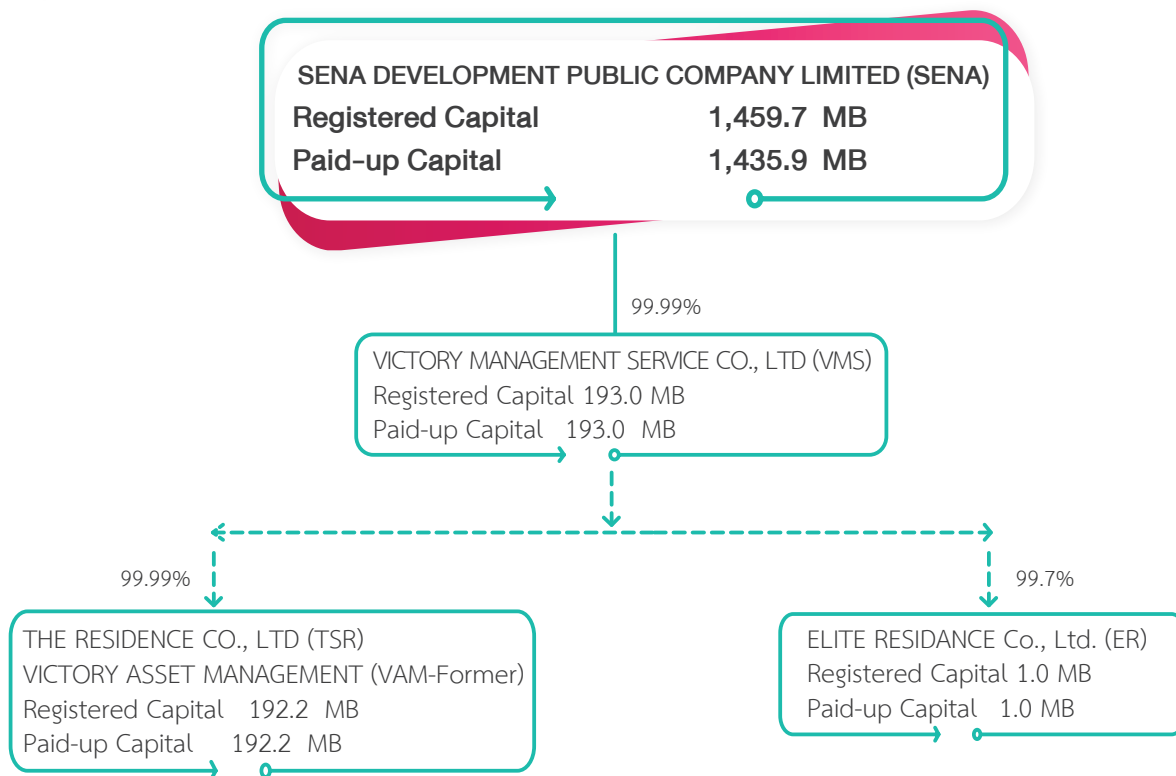 SENA DEVELOPMENT PUBLIC COMPANY LIMITED (SENA)
Registered Capital 1,459.7 MB
Paid-up Capital 1,435.9 MB
99.99%
VICTORY MANAGEMENT SERVICE CO., LTD (VMS)
Registered Capital 193.0 MB
Paid-up Capital 193.0 MB
99.99%
99.7%
THE RESIDENCE CO., LTD (TSR)
VICTORY ASSET MANAGEMENT (VAM-Former)
Registered Capital 192.2 MB
Paid-up Capital 192.2 MB
ELITE RESIDANCE Co., Ltd. (ER)
Registered Capital 1.0 MB
Paid-up Capital 1.0 MB